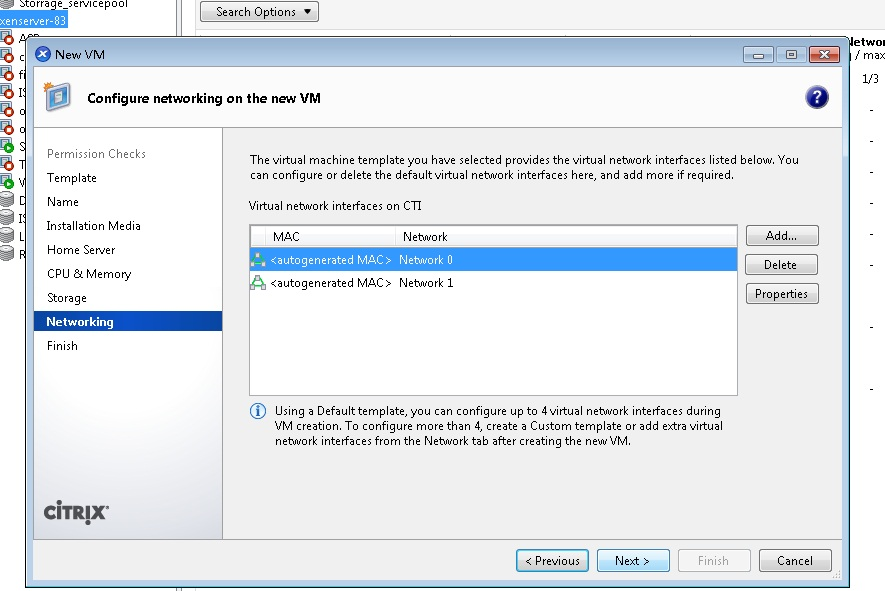 Storrage_servicepool
Search Options
xenserver-83
New VM
Networ
/ max
Configure networking on the new VM
1/3
Permission Checks
Template
Name
Installation Media
Home Server
CPU & Memory
Storage
Networking
Finish
The virtual machine template you have selected provides the virtual network interfaces listed below. You
can configure or delete the default virtual network interfaces here, and add more if required.
Virtual network interfaces on CTI
MAC Network
<autogenerated MAC> Network 0
<autogenerated MAC> Network 1
Add...
Delete
Properties
Using a Default template, you can configure up to 4 virtual network interfaces during
VM creation. To configure more than 4, create a Custom template or add extra virtual
network interfaces from the Network tab after creating the new VM.
CITRIX
< Previous Next > Finish Cancel